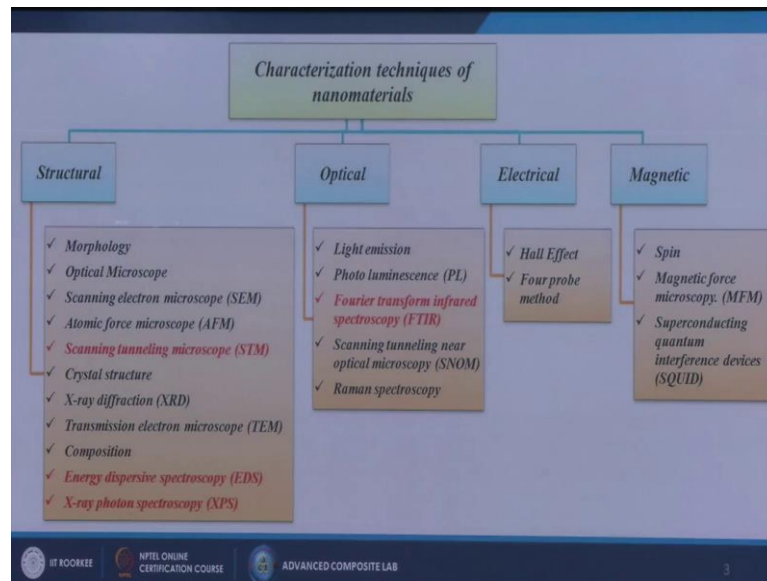 Characterization techniques of
nanomaterials
Structural
Optical
Electrical
Magnetic
✓ Morphology
✓ Optical Microscope
✓ Scanning electron microscope (SEM)
✓ Atomic force microscope (AFM)
✓ Scanning tunneling microscope (STM)
✓ Crystal structure
✓ X-ray diffraction (XRD)
✓ Transmission electron microscope (TEM)
✓ Composition
✓ Energy dispersive spectroscopy (EDS)
✓ X-ray photon spectroscopy (XPS)
✓ Light emission
✓ Photo luminescence (PL)
✓ Fourier transform infrared
spectroscopy (FTIR)
✓ Scanning tunneling near
optical microscopy (SNOM)
✓ Raman spectroscopy
✓ Hall Effect
✓ Four probe
method
✓ Spin
✓ Magnetic force
microscopy. (MFM)
✓ Superconducting
quantum
interference devices
(SQUID)
IIT ROORKEE
NPTEL ONLINE
CERTIFICATION COURSE
ADVANCED COMPOSITE LAB
3